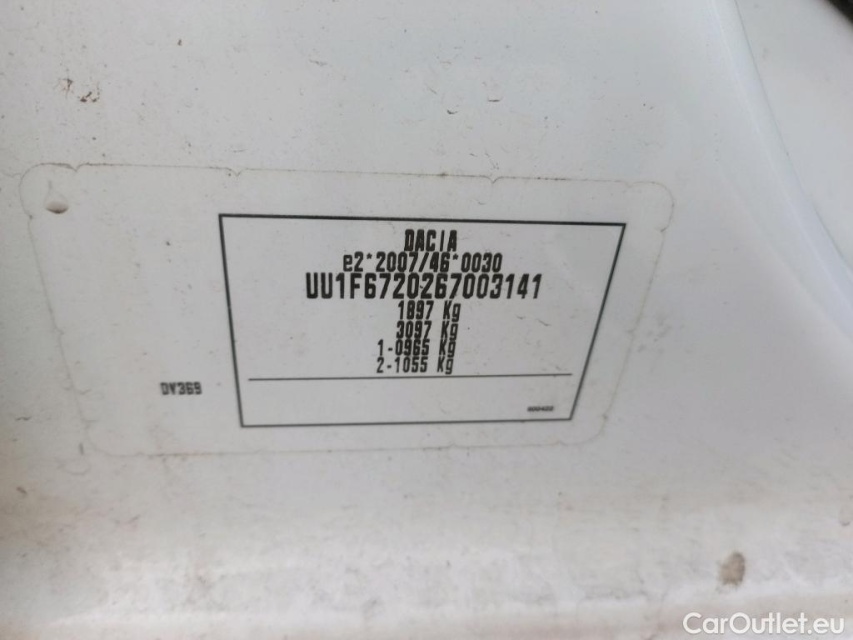 DACIA
e2*2007/46*0030
UU1F6720267003141
1897 Kg
3097 Kg
1-0965 Kg
2-1055 Kg
DV369
CarOutlet.eu